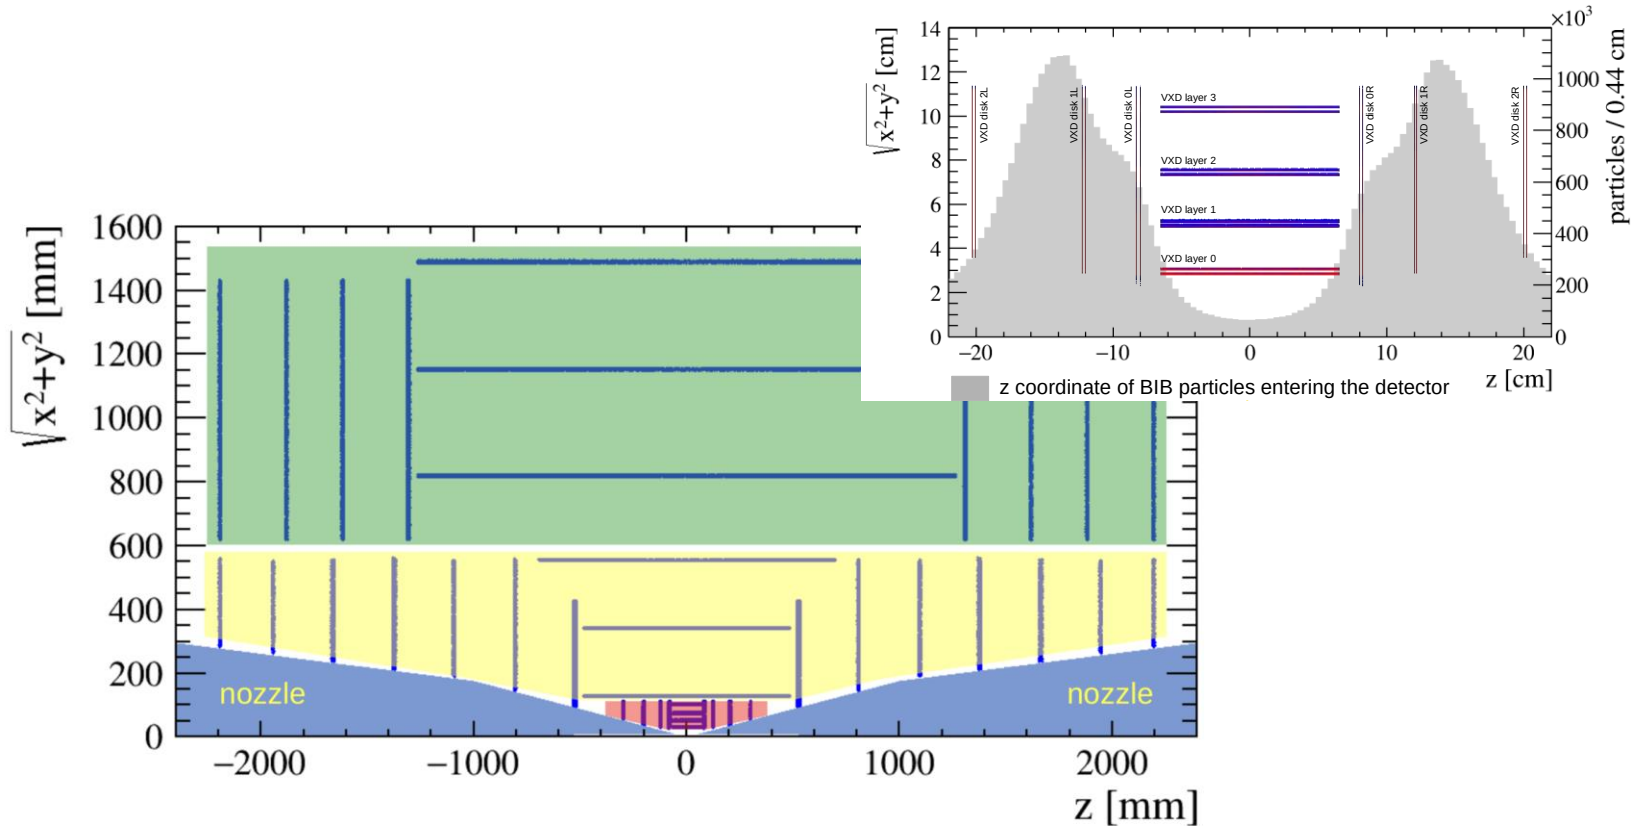 ×10³
14
12
10
8
6
4
2
0
√x²+y² [cm]
VXD disk 2L
VXD disk 1L
VXD disk 0L
VXD layer 3
VXD layer 2
VXD layer 1
VXD layer 0
VXD disk 0R
VXD disk 1R
VXD disk 2R
1000
800
600
400
200
0
particles / 0.44 cm
−20 −10 0 10 20
z [cm]
z coordinate of BIB particles entering the detector
√x²+y² [mm]
1600
1400
1200
1000
800
600
400
200
0
nozzle nozzle
−2000 −1000 0 1000 2000
z [mm]